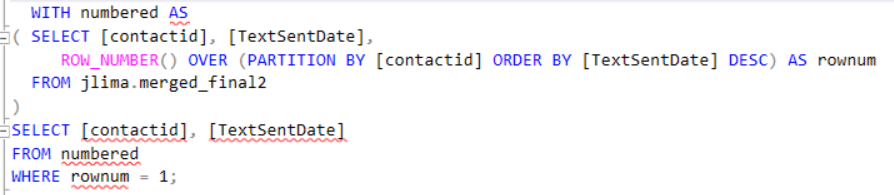 WITH numbered AS
( SELECT [contactid], [TextSentDate],
ROW_NUMBER() OVER (PARTITION BY [contactid] ORDER BY [TextSentDate] DESC) AS rownum
FROM jlima.merged_final2
)
SELECT [contactid], [TextSentDate]
FROM numbered
WHERE rownum = 1;